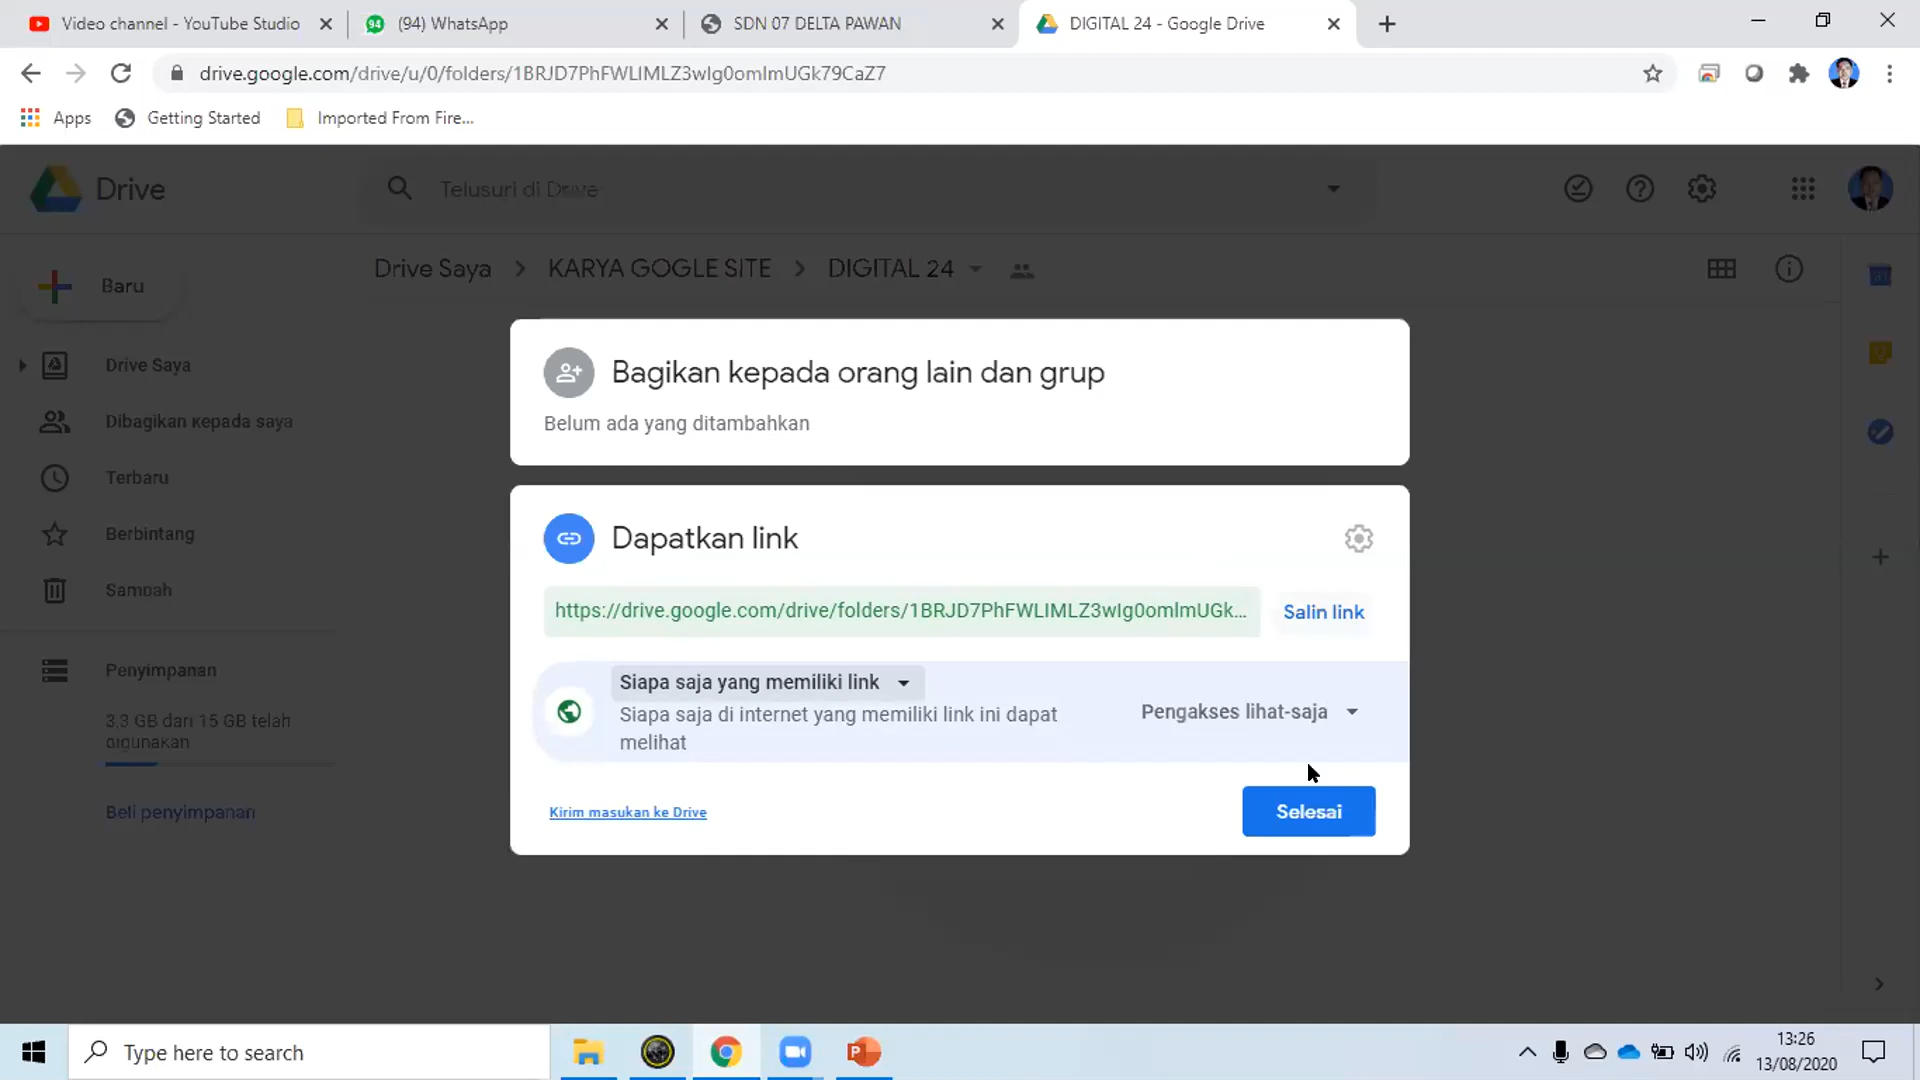 Video channel - YouTube Studio
(94) WhatsApp
SDN 07 DELTA PAWAN
DIGITAL 24 - Google Drive
drive.google.com/drive/u/0/folders/1BRJD7PhFWLIMLZ3wIg0omImUGk79CaZ7
Apps
Getting Started
Imported From Fire...
Drive
Telusuri di Drive
Baru
Drive Saya
KARYA GOGLE SITE
DIGITAL 24
Drive Saya
Dibagikan kepada saya
Terbaru
Berbintang
Sampah
Penyimpanan
3,3 GB dari 15 GB telah
digunakan
Beli penyimpanan
Bagikan kepada orang lain dan grup
Belum ada yang ditambahkan
Dapatkan link
https://drive.google.com/drive/folders/1BRJD7PhFWLIMLZ3wIg0omImUGk...
Salin link
Siapa saja yang memiliki link
Siapa saja di internet yang memiliki link ini dapat
melihat
Pengakses lihat-saja
Kirim masukan ke Drive
Selesai
Type here to search
13:26
13/08/2020